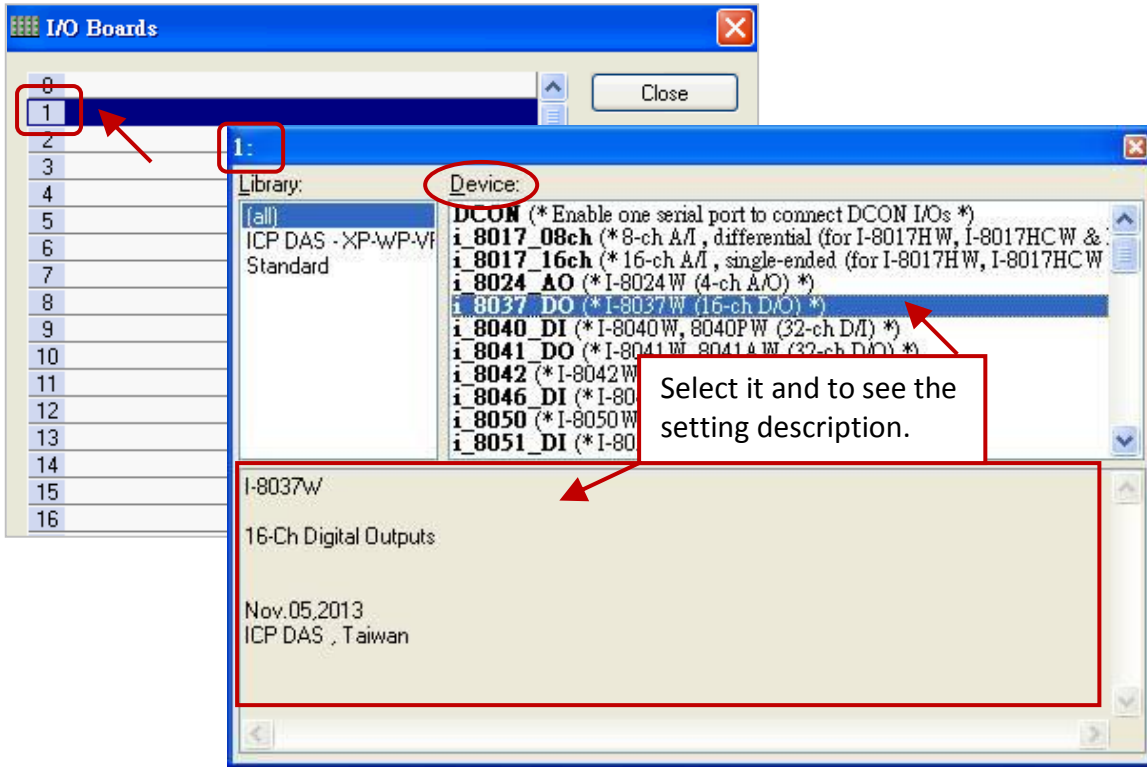 I/O Boards
0
1
2
3
4
5
6
7
8
9
10
11
12
13
14
15
16
Close
1:
Library:
(all)
ICP DAS - XP-WP-VF
Standard
Device:
DCON (* Enable one serial port to connect DCON I/Os *)
i_8017_08ch (* 8-ch A/I , differential (for I-8017HW, I-8017HCW &
i_8017_16ch (* 16-ch A/I , single-ended (for I-8017HW, I-8017HCW
i_8024_AO (* I-8024W (4-ch A/O) *)
i_8037_DO (* I-8037W (16-ch D/O) *)
i_8040_DI (* I-8040W, 8040PW (32-ch D/I) *)
i_8041_DO (* I-8041W, 8041AW (32-ch D/O) *)
i_8042 (* I-8042W
i_8046_DI (* I-80
i_8050 (* I-8050W
i_8051_DI (* I-80
Select it and to see the
setting description.
I-8037W
16-Ch Digital Outputs
Nov.05,2013
ICP DAS , Taiwan